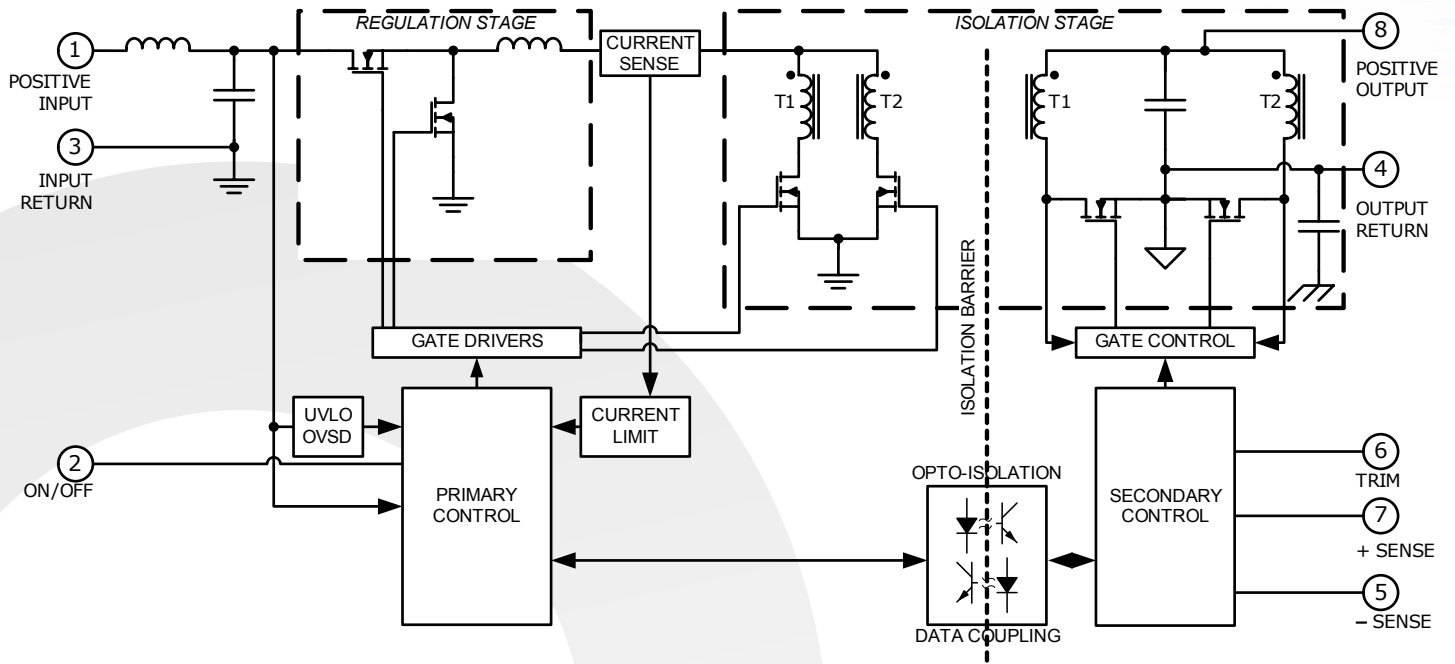 REGULATION STAGE
ISOLATION STAGE
1
POSITIVE
INPUT
3
INPUT
RETURN
CURRENT
SENSE
T1
T2
T1
T2
8
POSITIVE
OUTPUT
4
OUTPUT
RETURN
ISOLATION BARRIER
GATE DRIVERS
GATE CONTROL
UVLO
OVSD
CURRENT
LIMIT
2
ON/OFF
PRIMARY
CONTROL
OPTO-ISOLATION
DATA COUPLING
SECONDARY
CONTROL
6
TRIM
7
+ SENSE
5
– SENSE